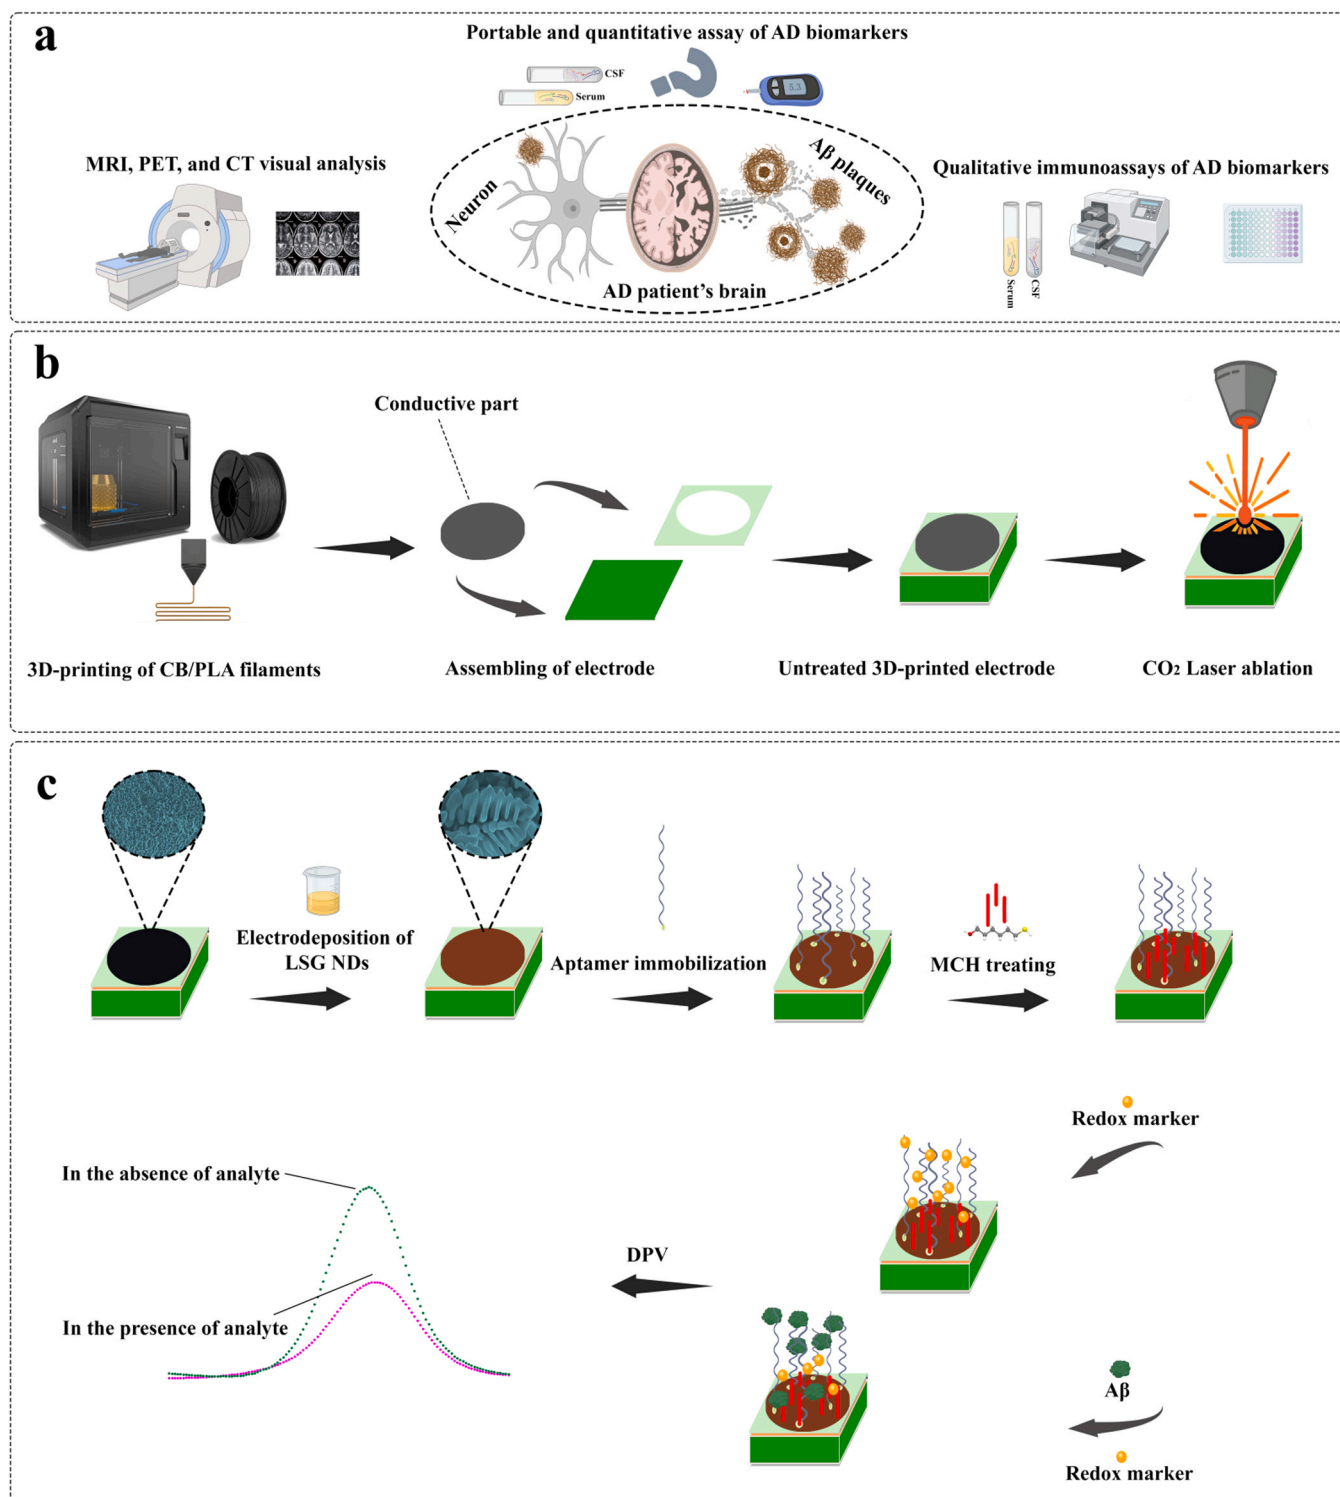 a
Portable and quantitative assay of AD biomarkers
CSF
Serum
5.3
MRI, PET, and CT visual analysis
Neuron
Aβ plaques
AD patient's brain
Qualitative immunoassays of AD biomarkers
Serum
CSF
b
Conductive part
3D-printing of CB/PLA filaments
Assembling of electrode
Untreated 3D-printed electrode
CO₂ Laser ablation
c
Electrodeposition of
LSG NDs
Aptamer immobilization
MCH treating
Redox marker
In the absence of analyte
DPV
In the presence of analyte
Aβ
Redox marker